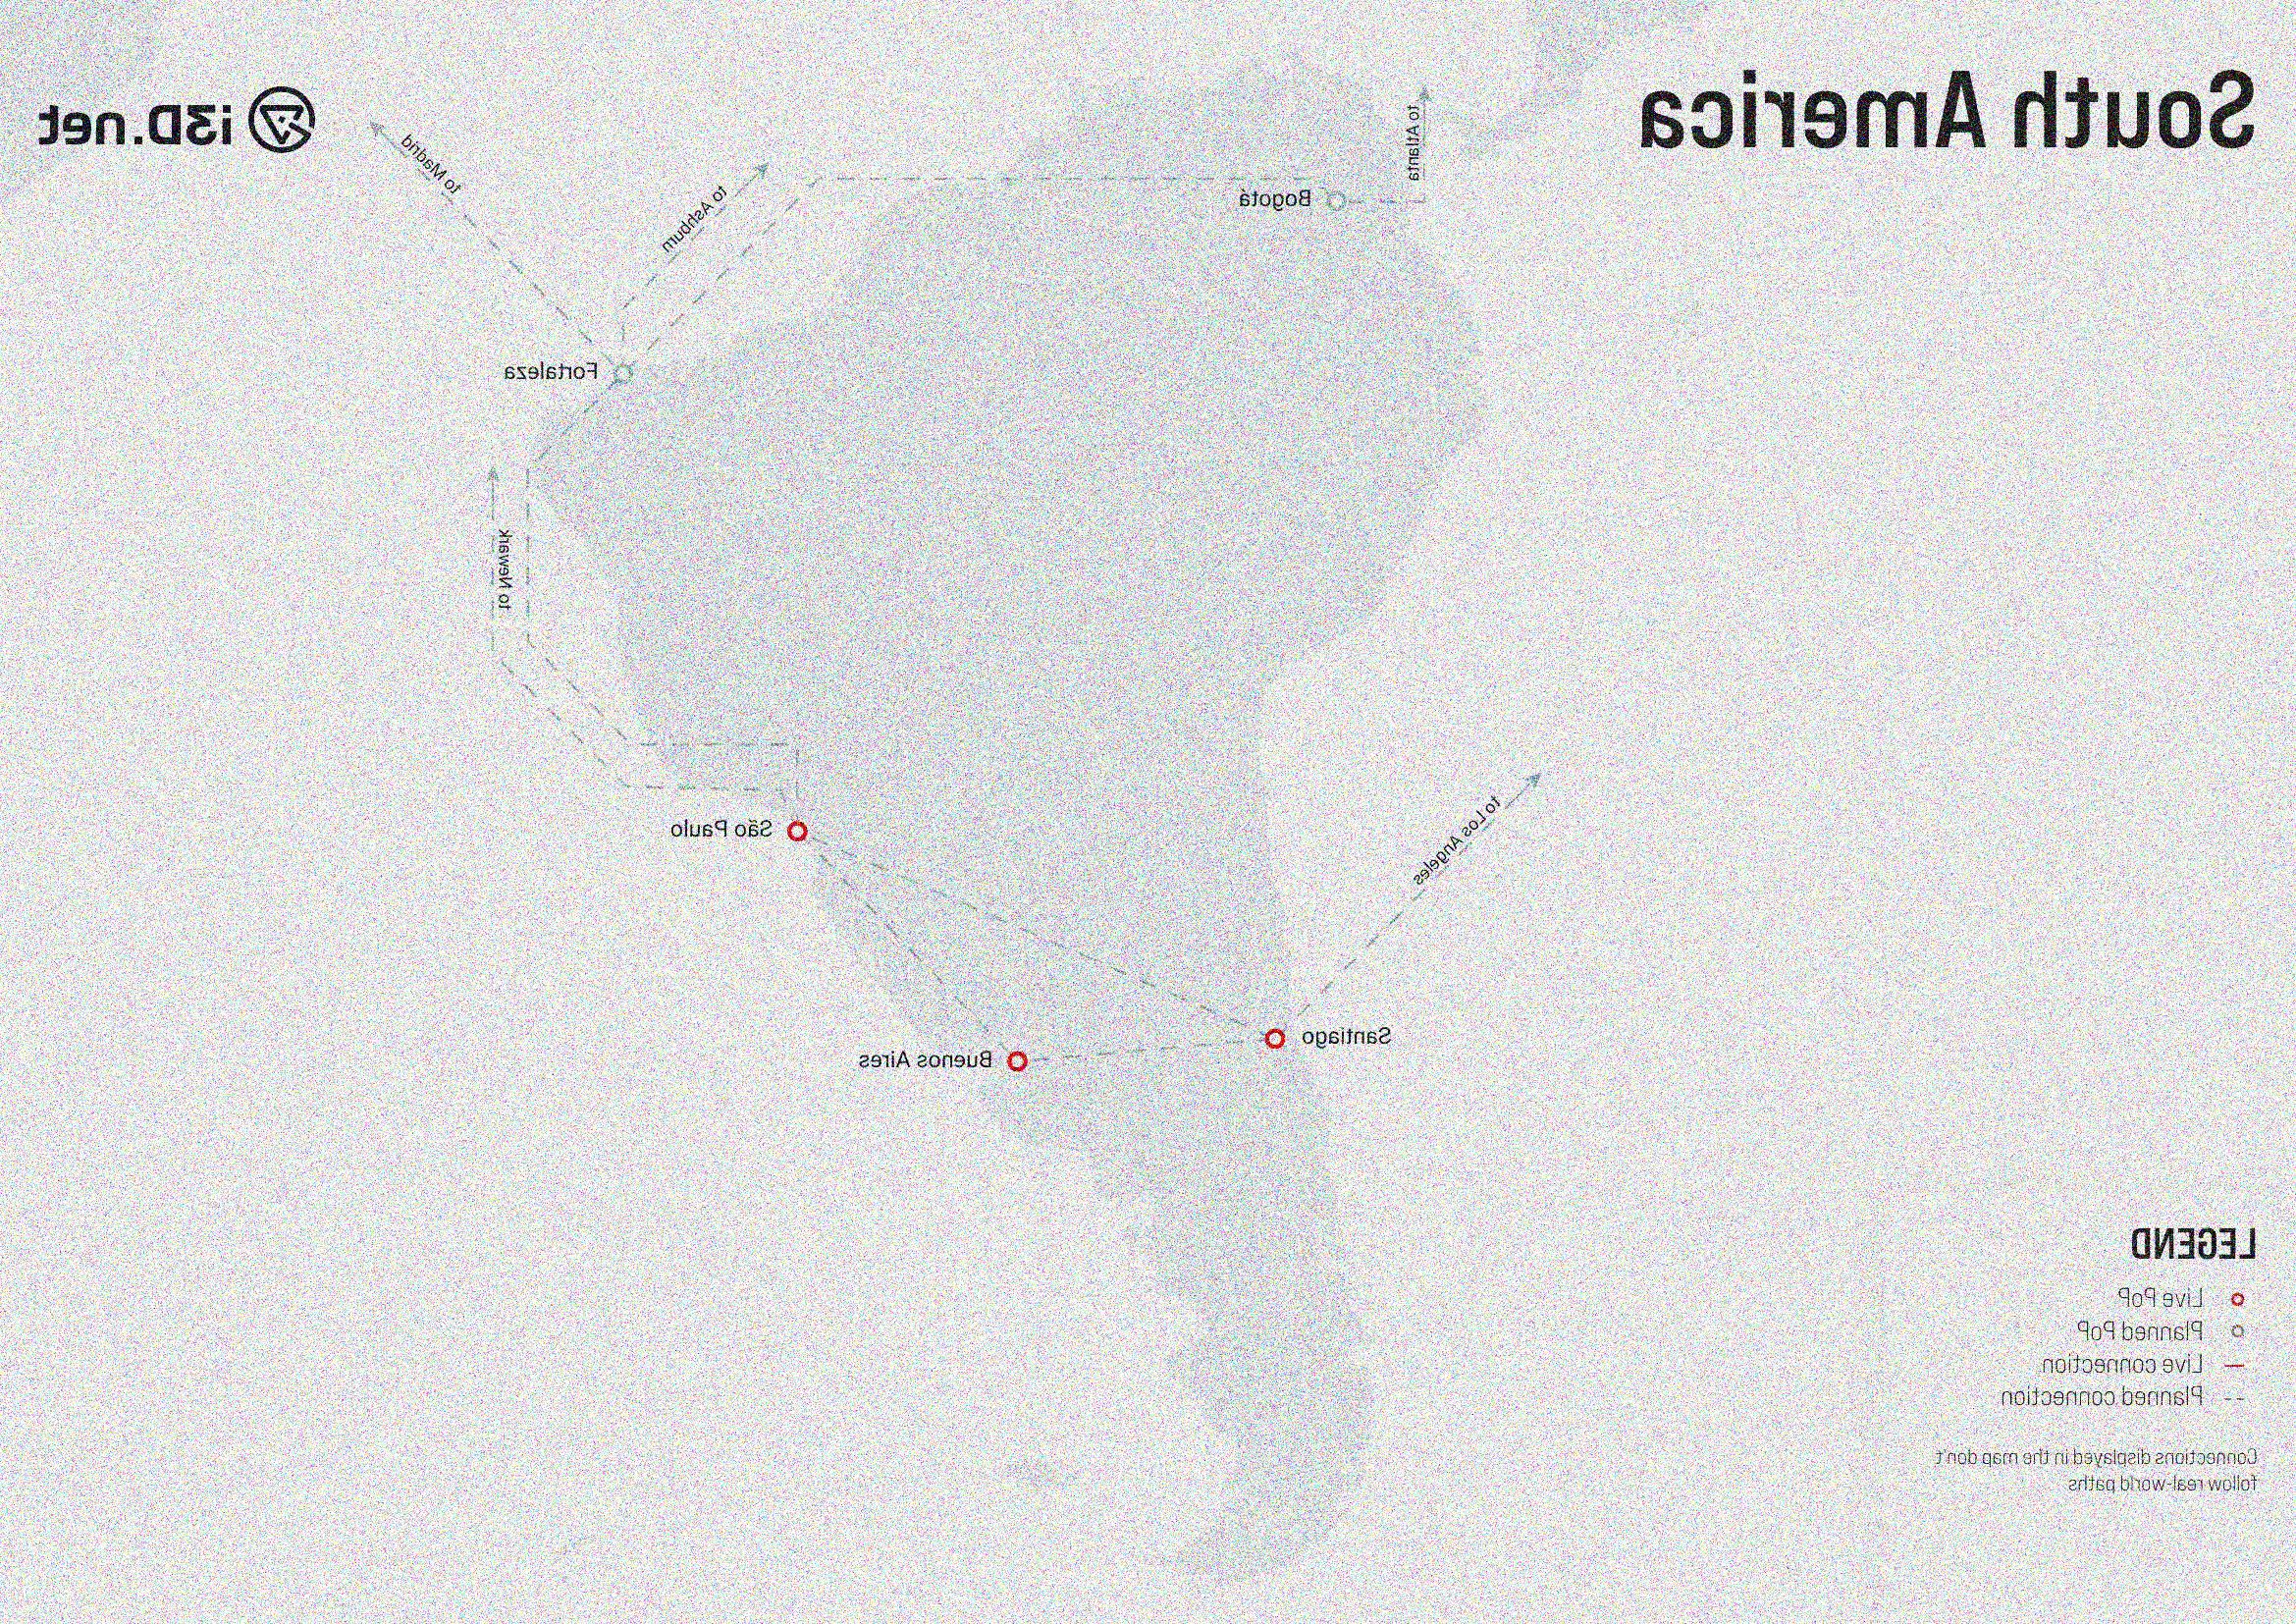 South America
i3D.net
to Atlanta
Bogotá
to Ashburn
to Madrid
Fortaleza
to Newark
São Paulo
to Los Angeles
Santiago
Buenos Aires
LEGEND
Live PoP
Planned PoP
Live connection
Planned connection
Connections displayed in the map don't
follow real-world paths